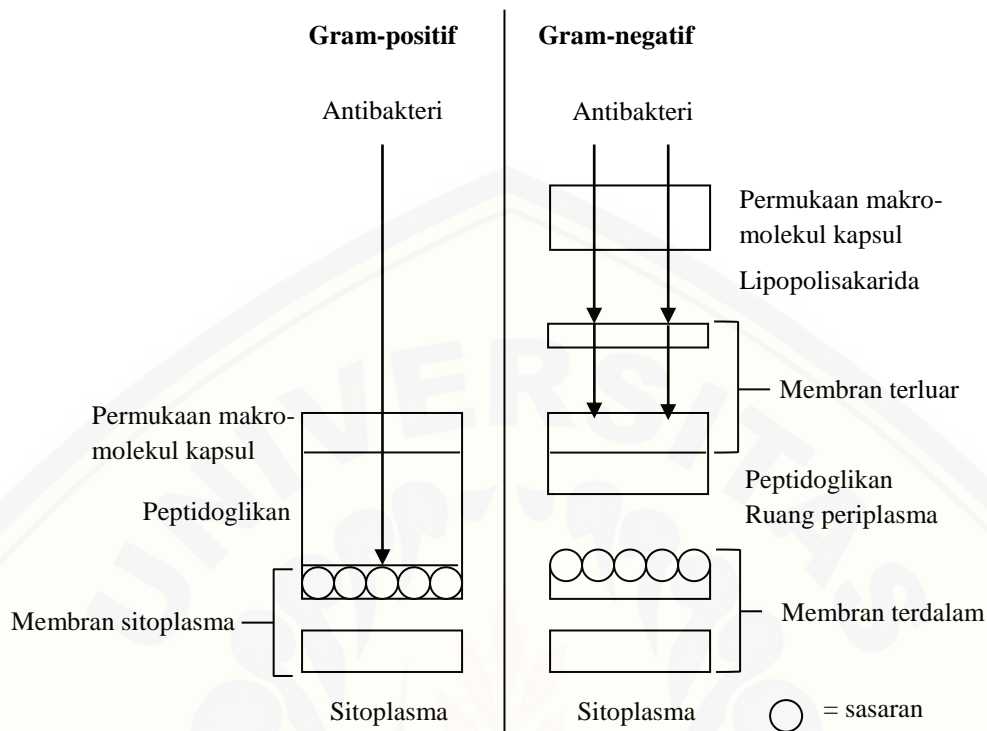 Gram-positif
Gram-negatif
Antibakteri
Antibakteri
Permukaan makro-
molekul kapsul
Lipopolisakarida
Membran terluar
Permukaan makro-
molekul kapsul
Peptidoglikan
Peptidoglikan
Ruang periplasma
Membran sitoplasma
Membran terdalam
Sitoplasma
Sitoplasma
= sasaran
UNIVERSITAS